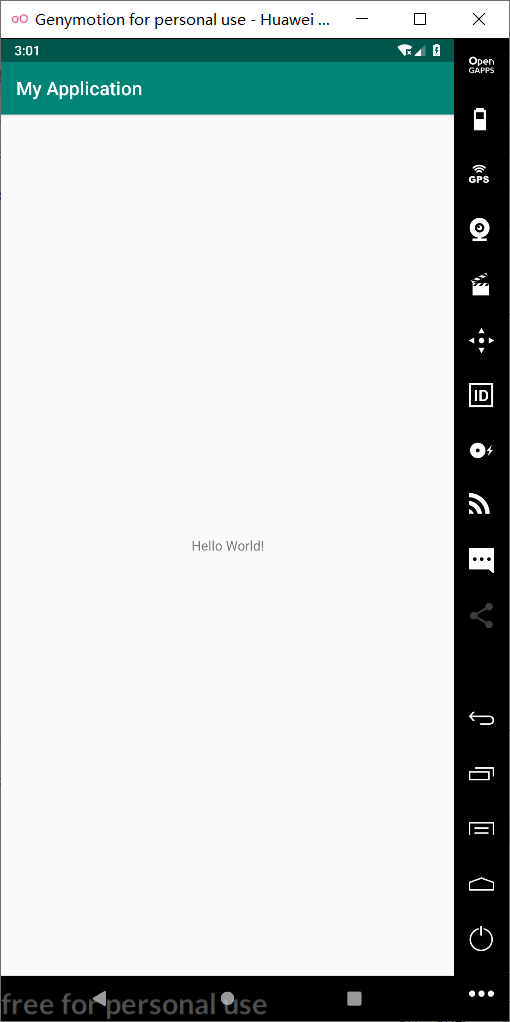 Genymotion for personal use - Huawei ...
3:01
Open
GAPPS
My Application
GPS
ID
Hello World!
free for personal use